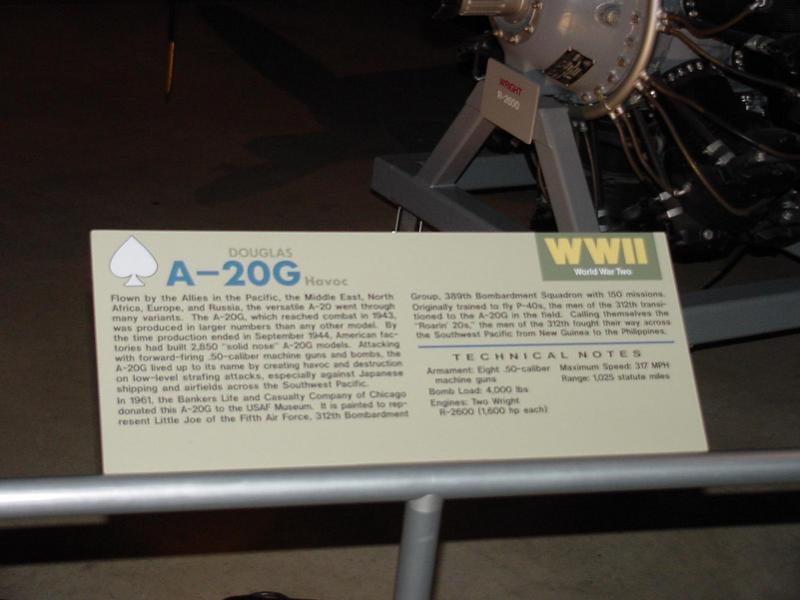 WRIGHT
R-2600
DOUGLAS
A-20G Havoc
WWII
World War Two
Flown by the Allies in the Pacific, the Middle East, North
Africa, Europe, and Russia, the versatile A-20 went through
many variants. The A-20G, which reached combat in 1943,
was produced in larger numbers than any other model. By
the time production ended in September 1944, American fac-
tories had built 2,850 "solid nose" A-20G models. Attacking
with forward-firing .50-caliber machine guns and bombs, the
A-20G lived up to its name by creating havoc and destruction
on low-level strafing attacks, especially against Japanese
shipping and airfields across the Southwest Pacific.
In 1961, the Bankers Life and Casualty Company of Chicago
donated this A-20G to the USAF Museum. It is painted to rep-
resent Little Joe of the Fifth Air Force, 312th Bombardment
Group, 389th Bombardment Squadron with 150 missions.
Originally trained to fly P-40s, the men of the 312th transi-
tioned to the A-20G in the field. Calling themselves the
"Roarin' 20s," the men of the 312th fought their way across
the Southwest Pacific from New Guinea to the Philippines.
TECHNICAL NOTES
Armament: Eight .50-caliber
machine guns
Bomb Load: 4,000 lbs
Engines: Two Wright
R-2600 (1,600 hp each)
Maximum Speed: 317 MPH
Range: 1,025 statute miles